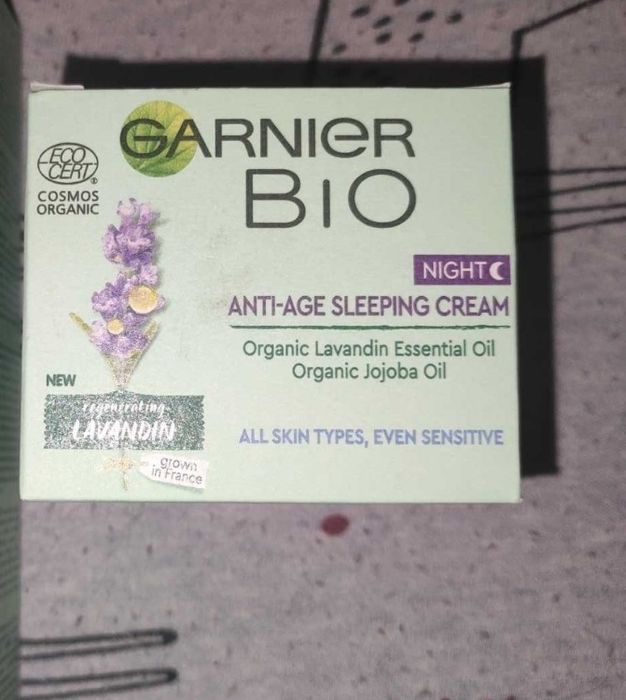 GARNIER
BIO
ECO
CERT
COSMOS
ORGANIC
NIGHT
ANTI-AGE SLEEPING CREAM
Organic Lavandin Essential Oil
Organic Jojoba Oil
NEW
regenerating
LAVANDIN
grown
in France
ALL SKIN TYPES, EVEN SENSITIVE